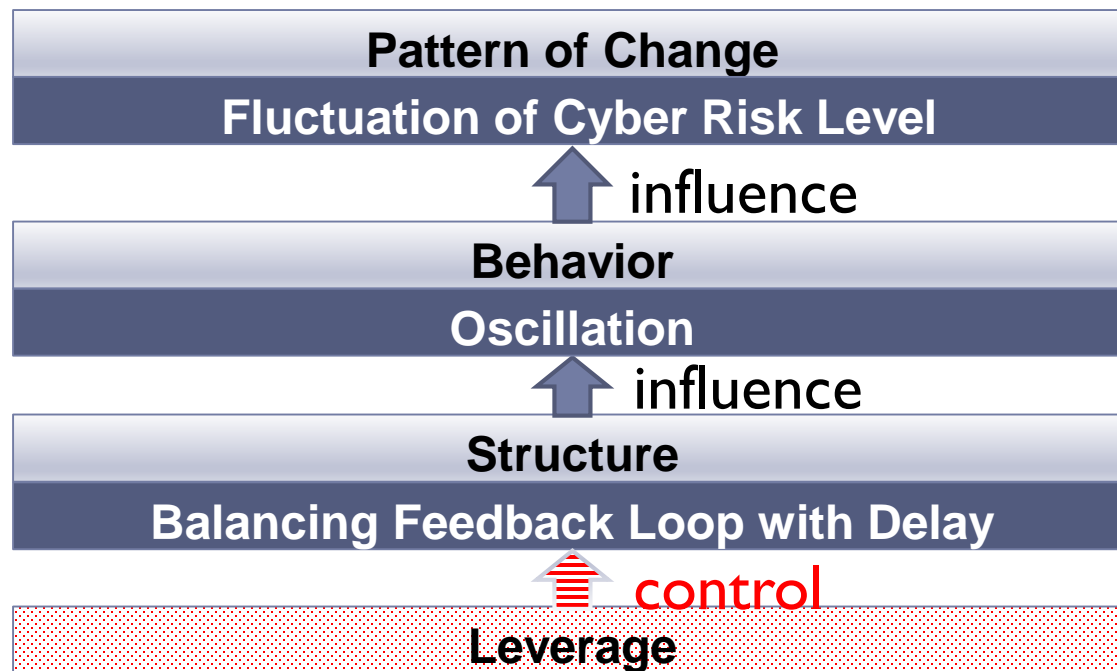 Pattern of Change
Fluctuation of Cyber Risk Level
influence
Behavior
Oscillation
influence
Structure
Balancing Feedback Loop with Delay
control
Leverage